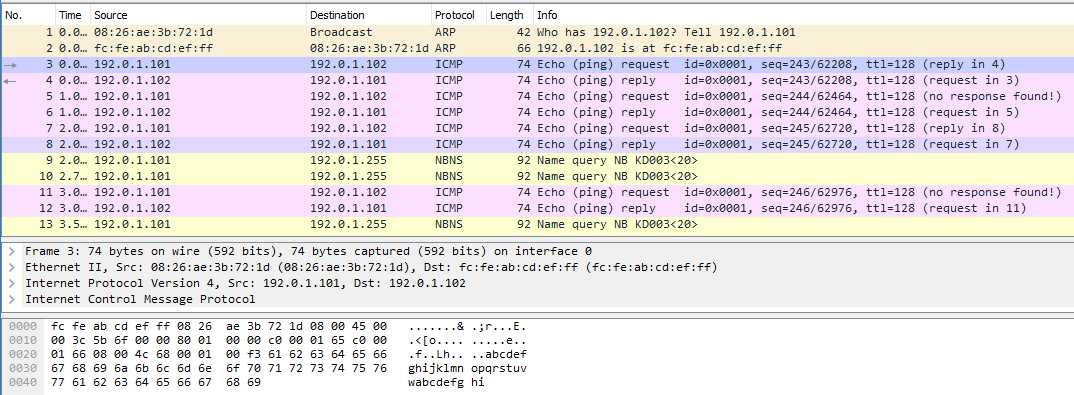 No. Time Source Destination Protocol Length Info
1 0.0… 08:26:ae:3b:72:1d Broadcast ARP 42 Who has 192.0.1.102? Tell 192.0.1.101
2 0.0… fc:fe:ab:cd:ef:ff 08:26:ae:3b:72:1d ARP 66 192.0.1.102 is at fc:fe:ab:cd:ef:ff
3 0.0… 192.0.1.101 192.0.1.102 ICMP 74 Echo (ping) request id=0x0001, seq=243/62208, ttl=128 (reply in 4)
4 0.0… 192.0.1.102 192.0.1.101 ICMP 74 Echo (ping) reply id=0x0001, seq=243/62208, ttl=128 (request in 3)
5 1.0… 192.0.1.101 192.0.1.102 ICMP 74 Echo (ping) request id=0x0001, seq=244/62464, ttl=128 (no response found!)
6 1.0… 192.0.1.102 192.0.1.101 ICMP 74 Echo (ping) reply id=0x0001, seq=244/62464, ttl=128 (request in 5)
7 2.0… 192.0.1.101 192.0.1.102 ICMP 74 Echo (ping) request id=0x0001, seq=245/62720, ttl=128 (reply in 8)
8 2.0… 192.0.1.102 192.0.1.101 ICMP 74 Echo (ping) reply id=0x0001, seq=245/62720, ttl=128 (request in 7)
9 2.0… 192.0.1.101 192.0.1.255 NBNS 92 Name query NB KD003<20>
10 2.7… 192.0.1.101 192.0.1.255 NBNS 92 Name query NB KD003<20>
11 3.0… 192.0.1.101 192.0.1.102 ICMP 74 Echo (ping) request id=0x0001, seq=246/62976, ttl=128 (no response found!)
12 3.0… 192.0.1.102 192.0.1.101 ICMP 74 Echo (ping) reply id=0x0001, seq=246/62976, ttl=128 (request in 11)
13 3.5… 192.0.1.101 192.0.1.255 NBNS 92 Name query NB KD003<20>
Frame 3: 74 bytes on wire (592 bits), 74 bytes captured (592 bits) on interface 0
Ethernet II, Src: 08:26:ae:3b:72:1d (08:26:ae:3b:72:1d), Dst: fc:fe:ab:cd:ef:ff (fc:fe:ab:cd:ef:ff)
Internet Protocol Version 4, Src: 192.0.1.101, Dst: 192.0.1.102
Internet Control Message Protocol
0000 fc fe ab cd ef ff 08 26 ae 3b 72 1d 08 00 45 00 .......& .;r...E.
0010 00 3c 5b 6f 00 00 80 01 00 00 c0 00 01 65 c0 00 .<[o.... .....e..
0020 01 66 08 00 4c 68 00 01 00 f3 61 62 63 64 65 66 .f..Lh.. ..abcdef
0030 67 68 69 6a 6b 6c 6d 6e 6f 70 71 72 73 74 75 76 ghijklmn opqrstuv
0040 77 61 62 63 64 65 66 67 68 69 wabcdefg hi